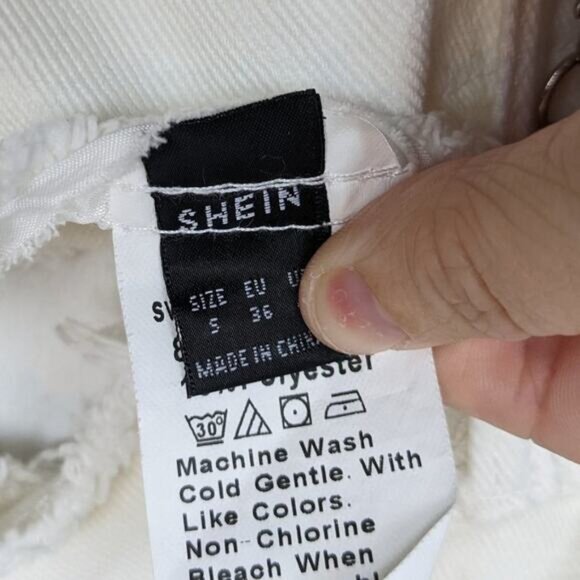 SHEIN
SIZE EU
S 36
MADE IN CHINA
Polyester
30°
Machine Wash
Cold Gentle. With
Like Colors.
Non-Chlorine
Bleach When